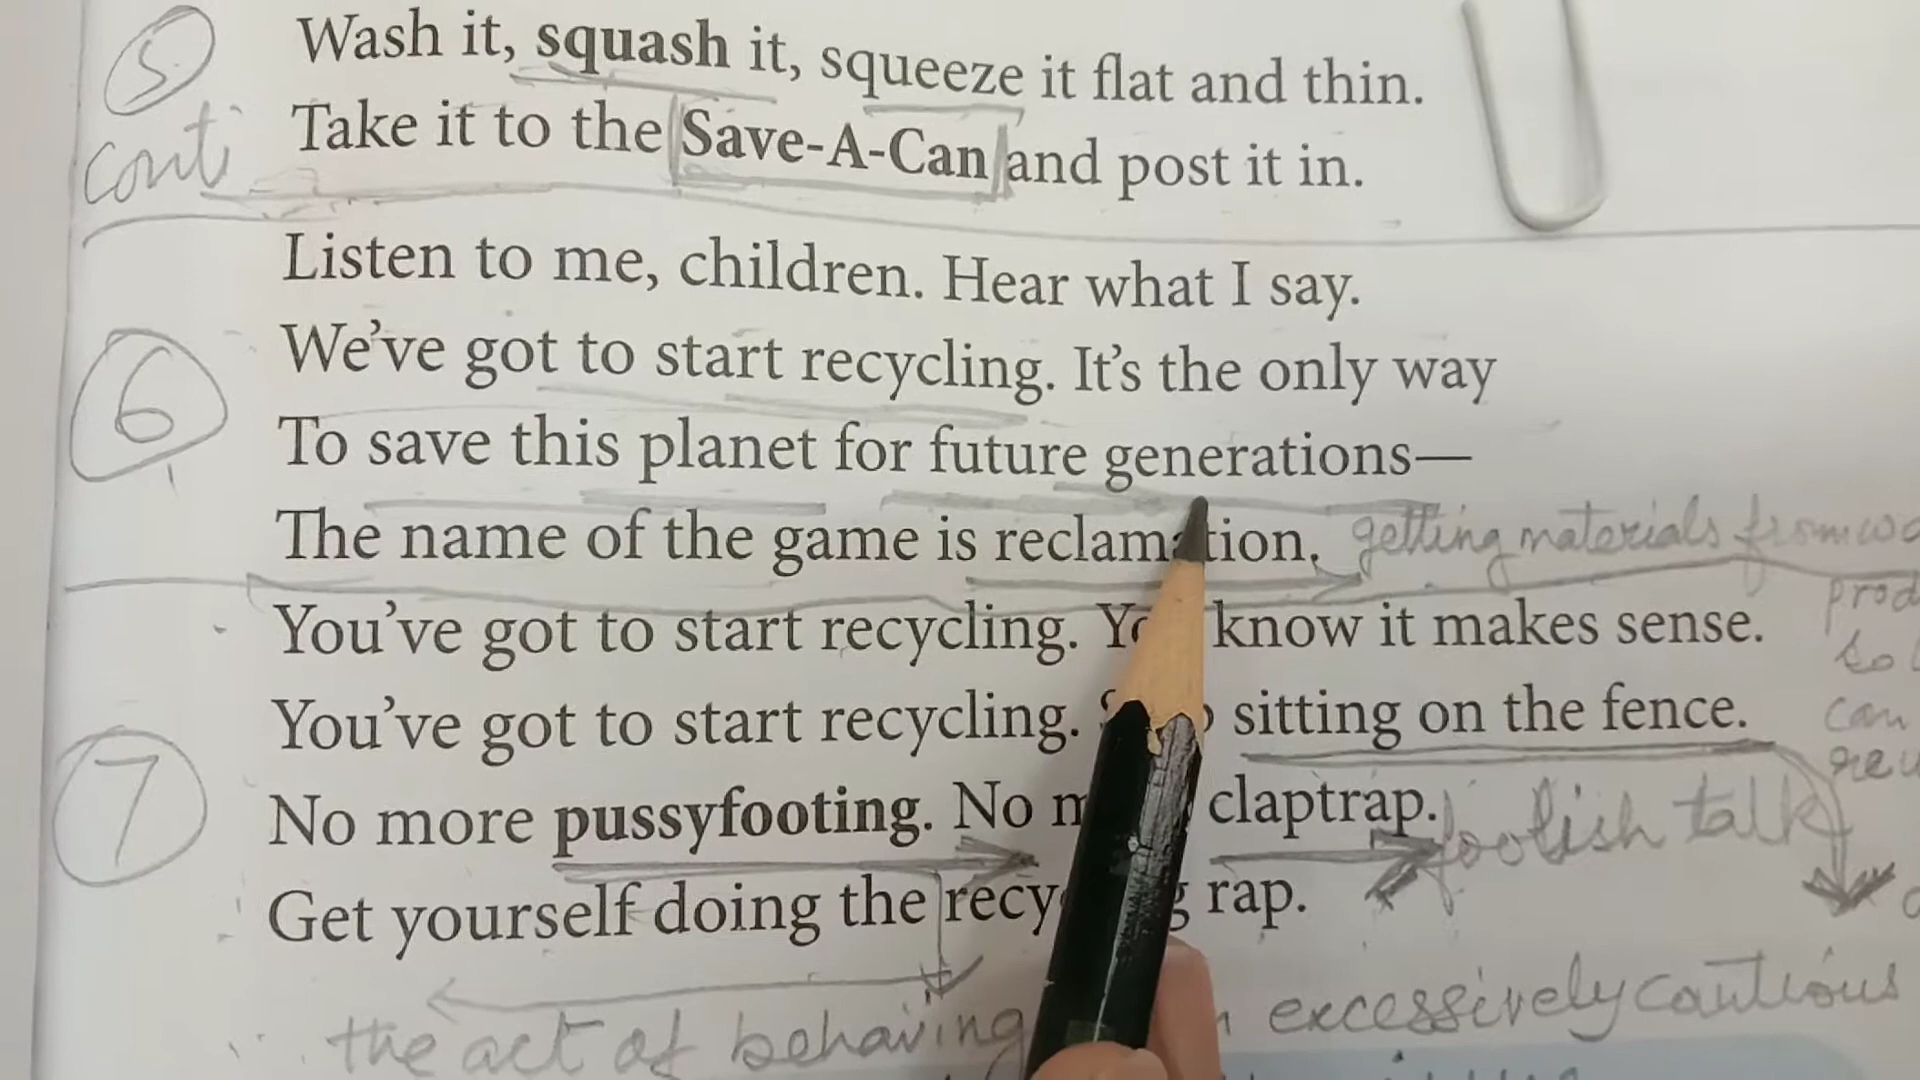 5
Wash it, squash it, squeeze it flat and thin.
Take it to the Save-A-Can and post it in.
conti
Listen to me, children. Hear what I say.
We've got to start recycling. It's the only way
6
To save this planet for future generations—
The name of the game is reclamation. getting materials from
You've got to start recycling. know it makes sense.
to
You've got to start recycling. sitting on the fence.
can
7
No more pussyfooting. No claptrap. foolish talk
Get yourself doing the rap.
the act of behaving excessively cautious